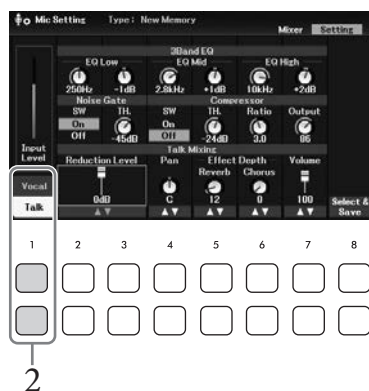 Mic Setting Type: New Memory
Mixer Setting
3Band EQ
EQ Low EQ Mid EQ High
250Hz -1dB 2.8kHz +1dB 10kHz +2dB
Noise Gate Compressor
SW TH. SW TH. Ratio Output
On On
Off -45dB Off -24dB 3.0 86
Input
Level
Talk Mixing
Reduction Level Pan Effect Depth Volume
Reverb Chorus
Vocal
Talk
0dB C 12 0 100
Select &
Save
1 2 3 4 5 6 7 8
2